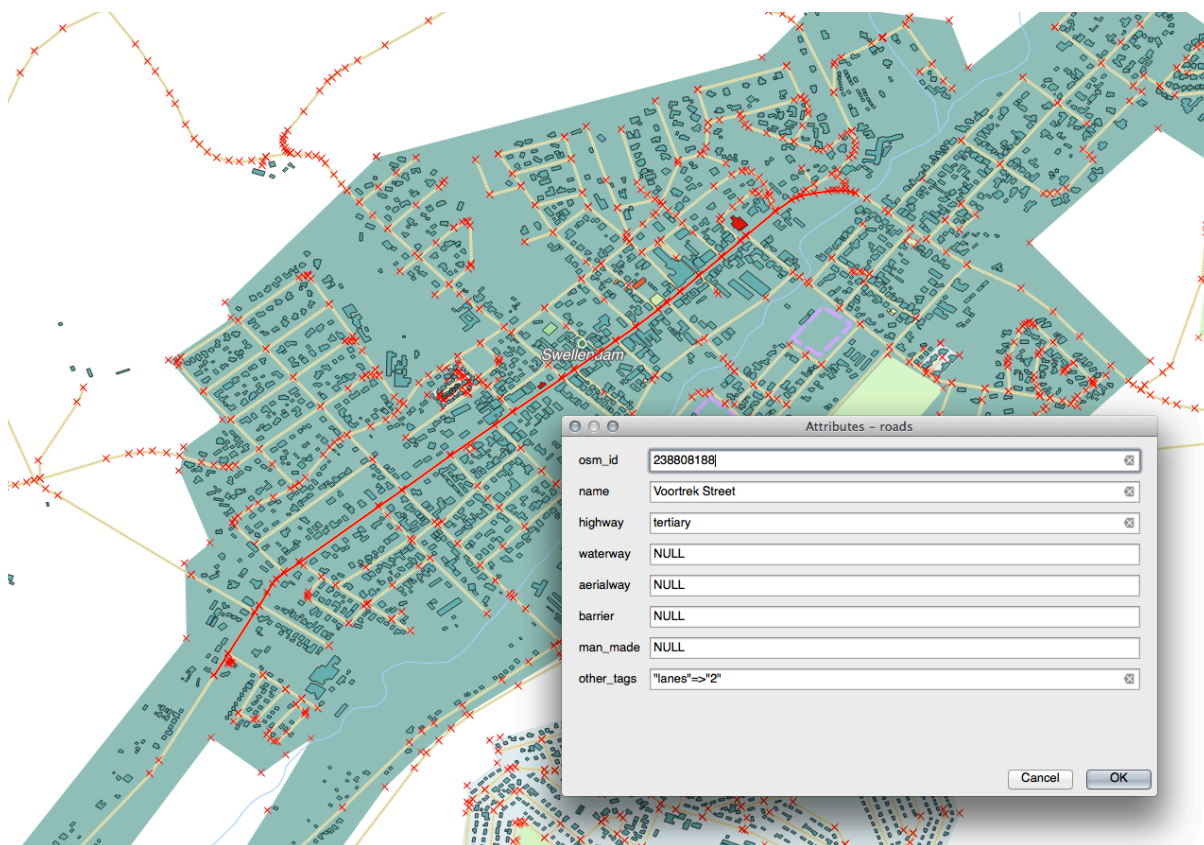 Swellendam
Attributes – roads
osm_id 238808188
name Voortrek Street
highway tertiary
waterway NULL
aerialway NULL
barrier NULL
man_made NULL
other_tags "lanes"=>"2"
Cancel OK